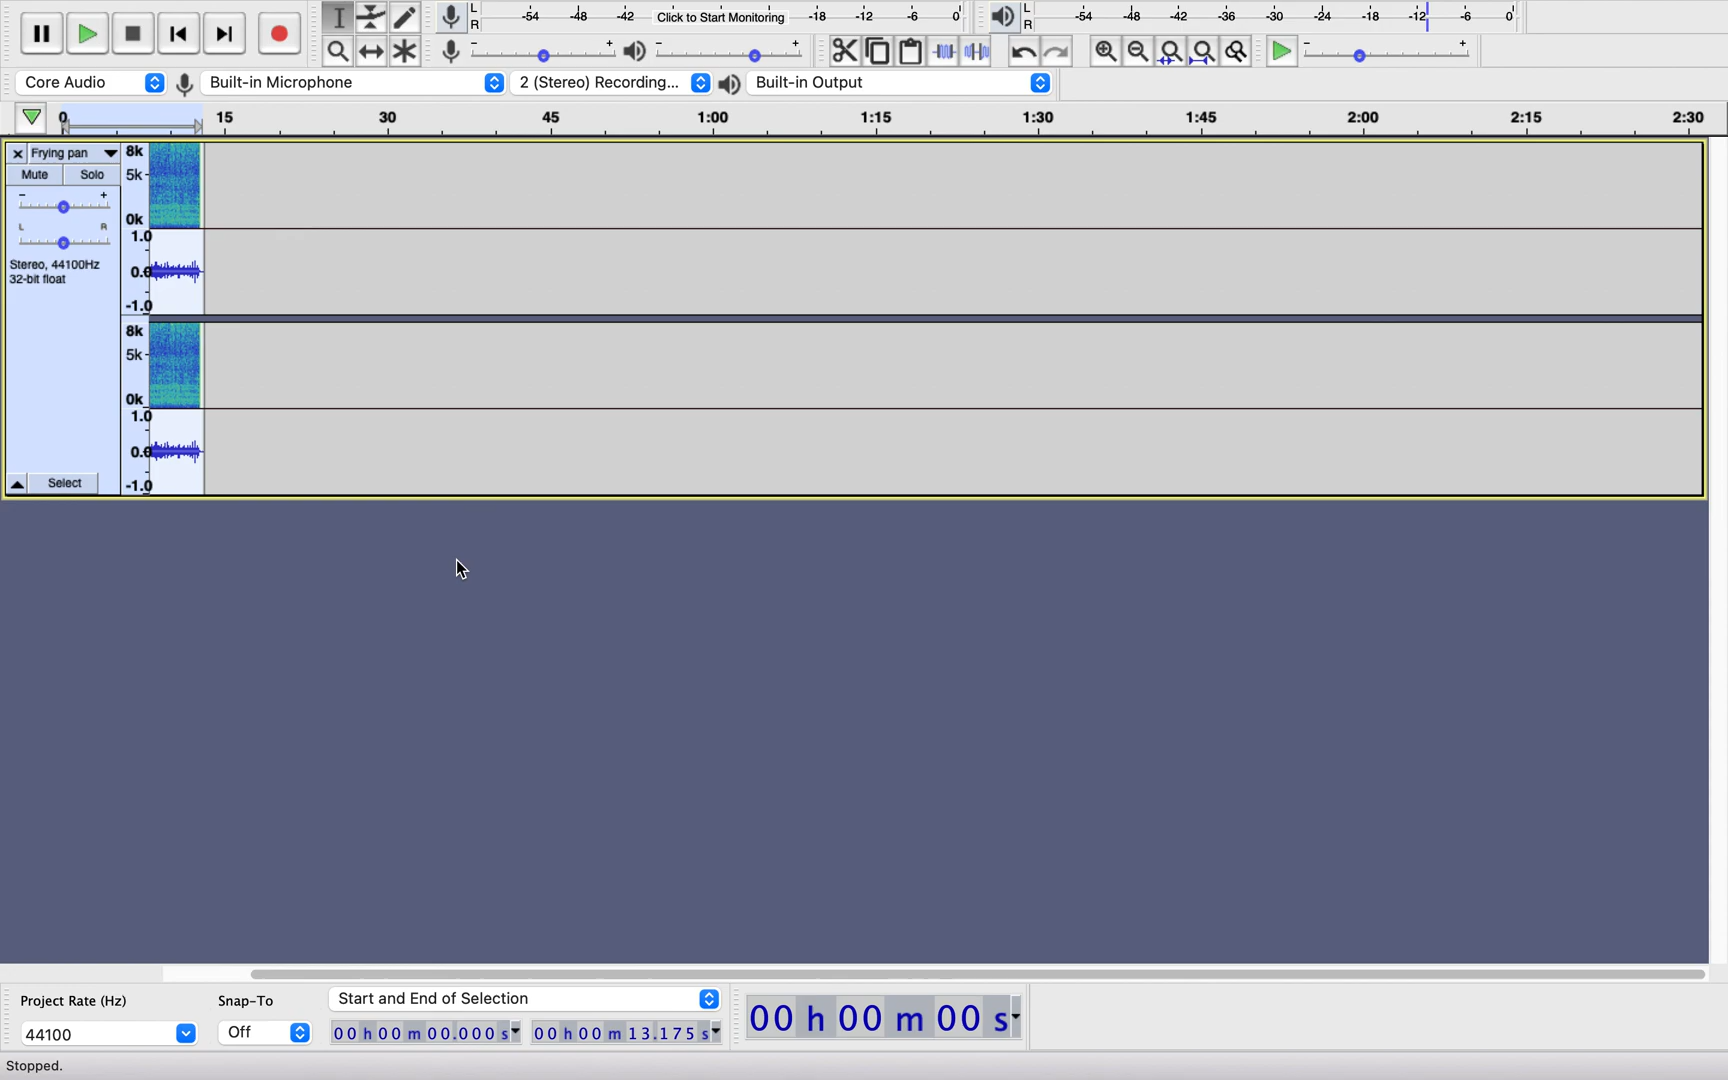 L
R
-54 -48 -42 Click to Start Monitoring -18 -12 -6 0
L
R
-54 -48 -42 -36 -30 -24 -18 -12 -6 0
- +
- +
- +
Core Audio
Built-in Microphone
2 (Stereo) Recording...
Built-in Output
0 15 30 45 1:00 1:15 1:30 1:45 2:00 2:15 2:30
Frying pan
Mute Solo
- +
L R
Stereo, 44100Hz
32-bit float
Select
8k
5k
0k
1.0
0.0
-1.0
8k
5k
0k
1.0
0.0
-1.0
Project Rate (Hz)
44100
Snap-To
Off
Start and End of Selection
00 h 00 m 00.000 s
00 h 00 m 13.175 s
00 h 00 m 00 s
Stopped.